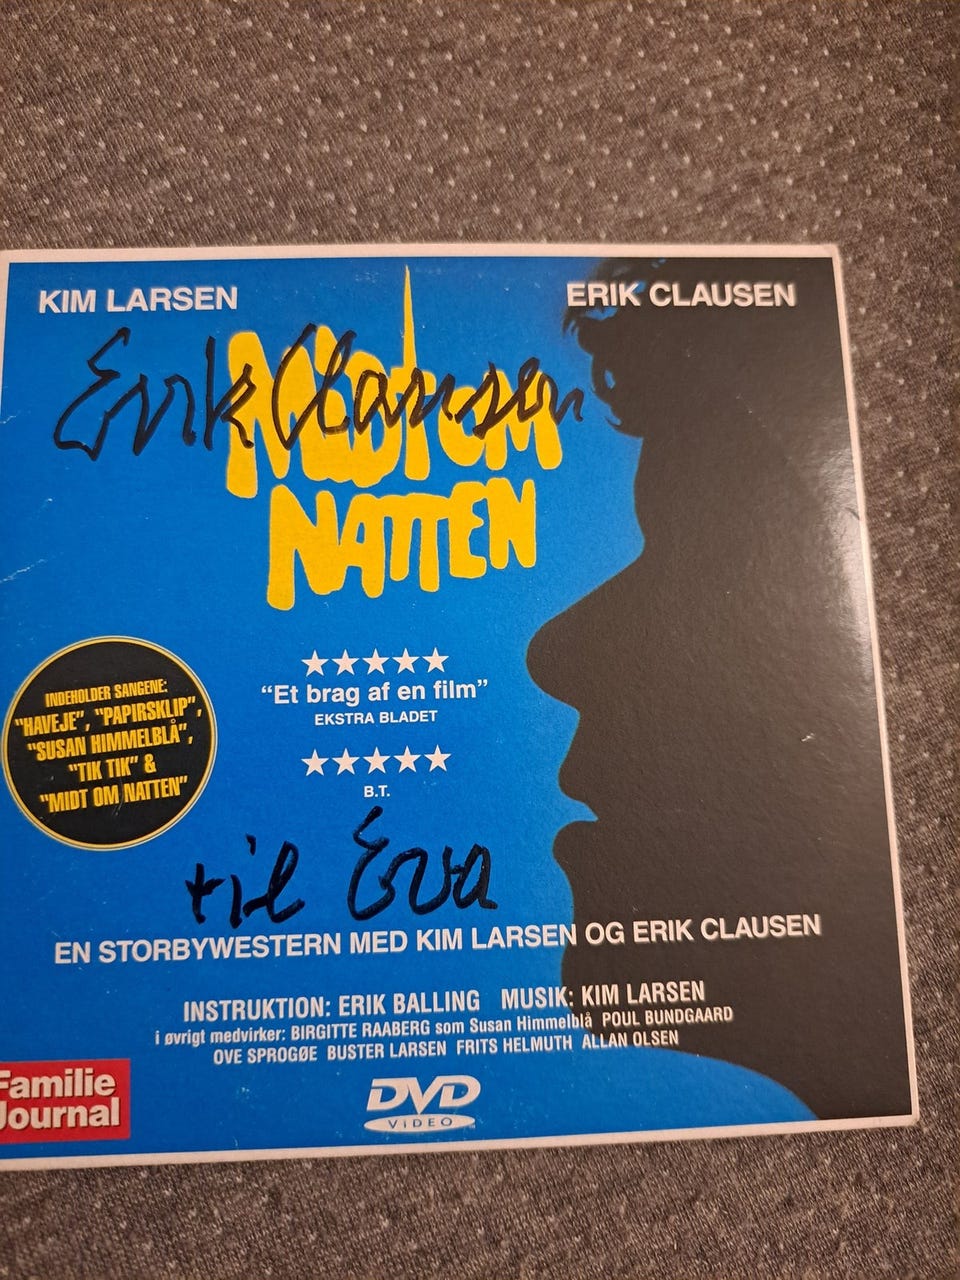 KIM LARSEN
ERIK CLAUSEN
Erik Clausen
MIDT OM
NATTEN
★★★★★
"Et brag af en film"
EKSTRA BLADET
★★★★★
B.T.
INDEHOLDER SANGENE:
"HAVEJE", "PAPIRSKLIP",
"SUSAN HIMMELBLÅ",
"TIK TIK" &
"MIDT OM NATTEN"
til Eva
EN STORBYWESTERN MED KIM LARSEN OG ERIK CLAUSEN
INSTRUKTION: ERIK BALLING MUSIK: KIM LARSEN
i øvrigt medvirker: BIRGITTE RAABERG som Susan Himmelblå POUL BUNDGAARD
OVE SPROGØE BUSTER LARSEN FRITS HELMUTH ALLAN OLSEN
Familie
Journal
DVD
VIDEO